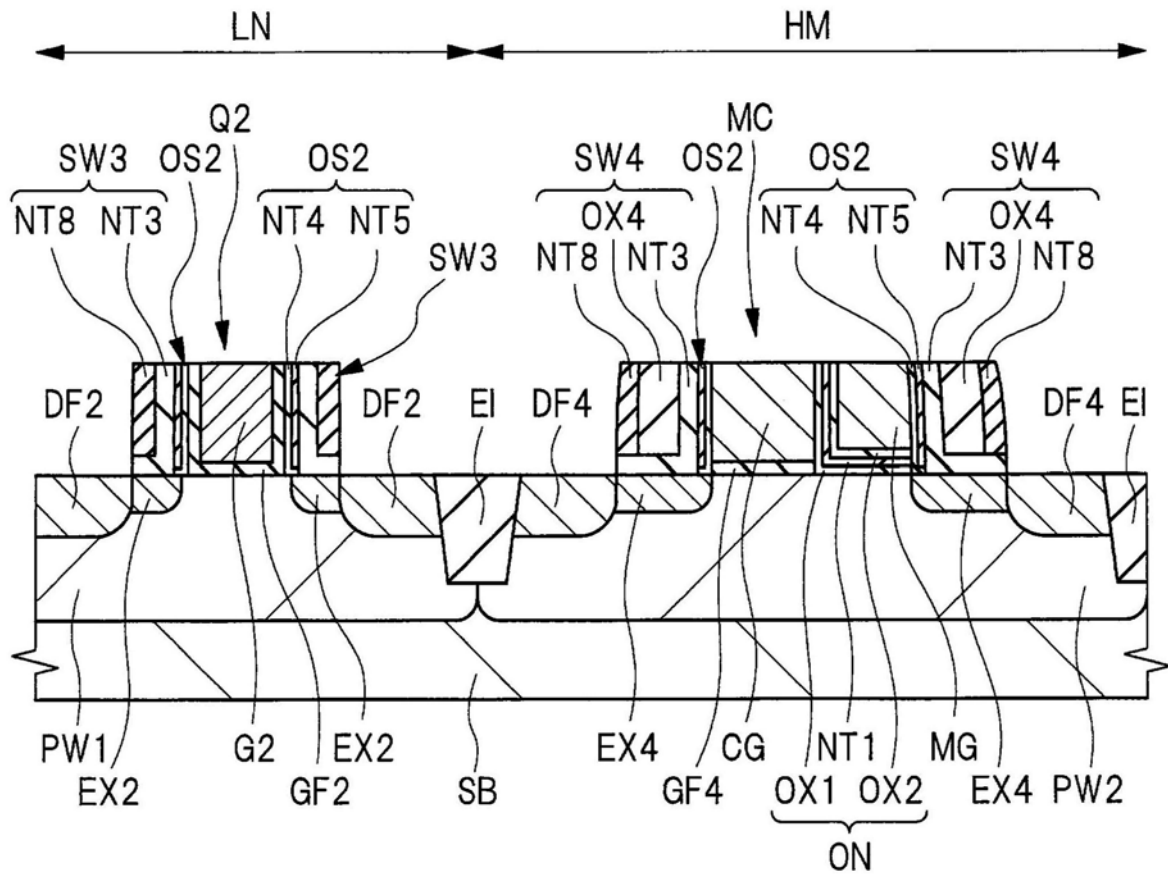 LN HM
Q2 MC
SW3 OS2 OS2 SW4 OS2 OS2 SW4
OX4 OX4
NT8 NT3 NT4 NT5 NT8 NT3 NT4 NT5 NT3 NT8
SW3
DF2 DF2 EI DF4 DF4 EI
PW1 G2 EX2 EX4 CG NT1 MG
EX2 GF2 SB GF4 OX1 OX2 EX4 PW2
ON